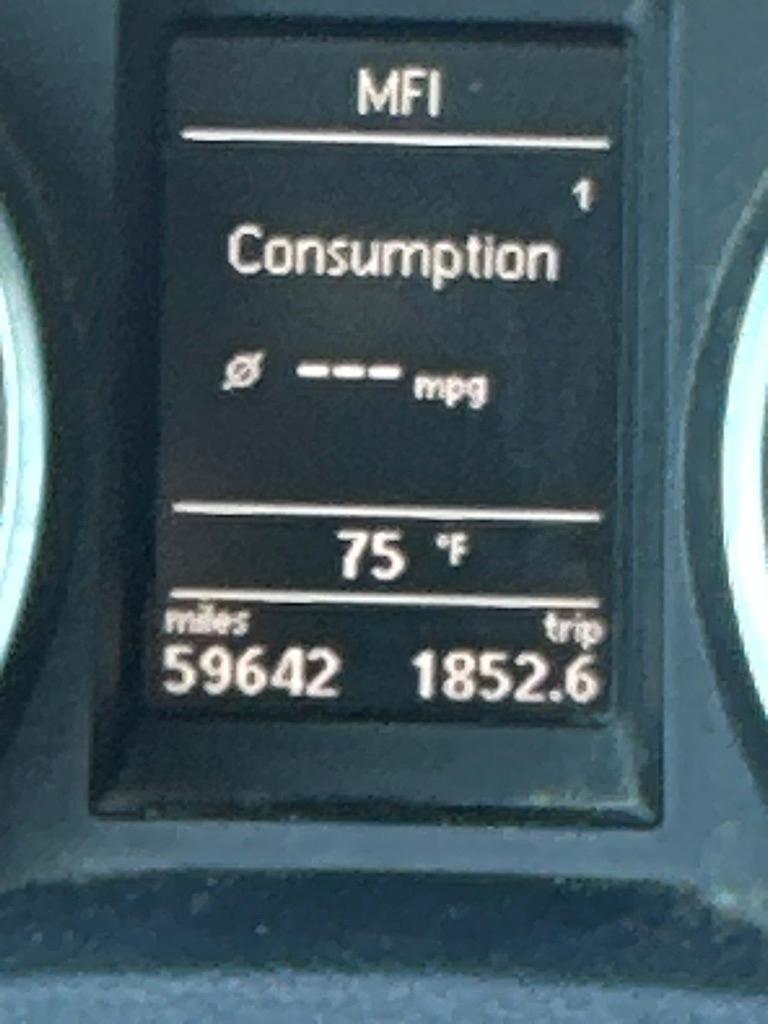 MFI
1
Consumption
Ø --- mpg
75 °F
miles trip
59642 1852.6